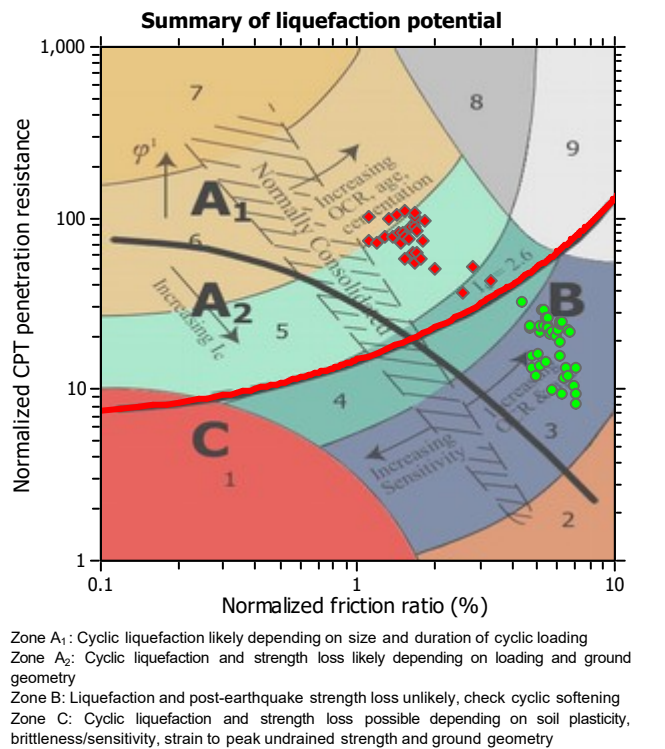 Summary of liquefaction potential
Normalized CPT penetration resistance
1,000
100
10
1
0.1
1
10
Normalized friction ratio (%)
7
8
9
φ'
A1
Increasing
OCR, age,
cementation
Normally Consolidated
6
A2
Increasing Ic
5
= 2.6
B
4
C
1
Increasing
OCR &
3
Increasing
Sensitivity
2
Zone A1: Cyclic liquefaction likely depending on size and duration of cyclic loading
Zone A2: Cyclic liquefaction and strength loss likely depending on loading and ground
geometry
Zone B: Liquefaction and post-earthquake strength loss unlikely, check cyclic softening
Zone C: Cyclic liquefaction and strength loss possible depending on soil plasticity,
brittleness/sensitivity, strain to peak undrained strength and ground geometry